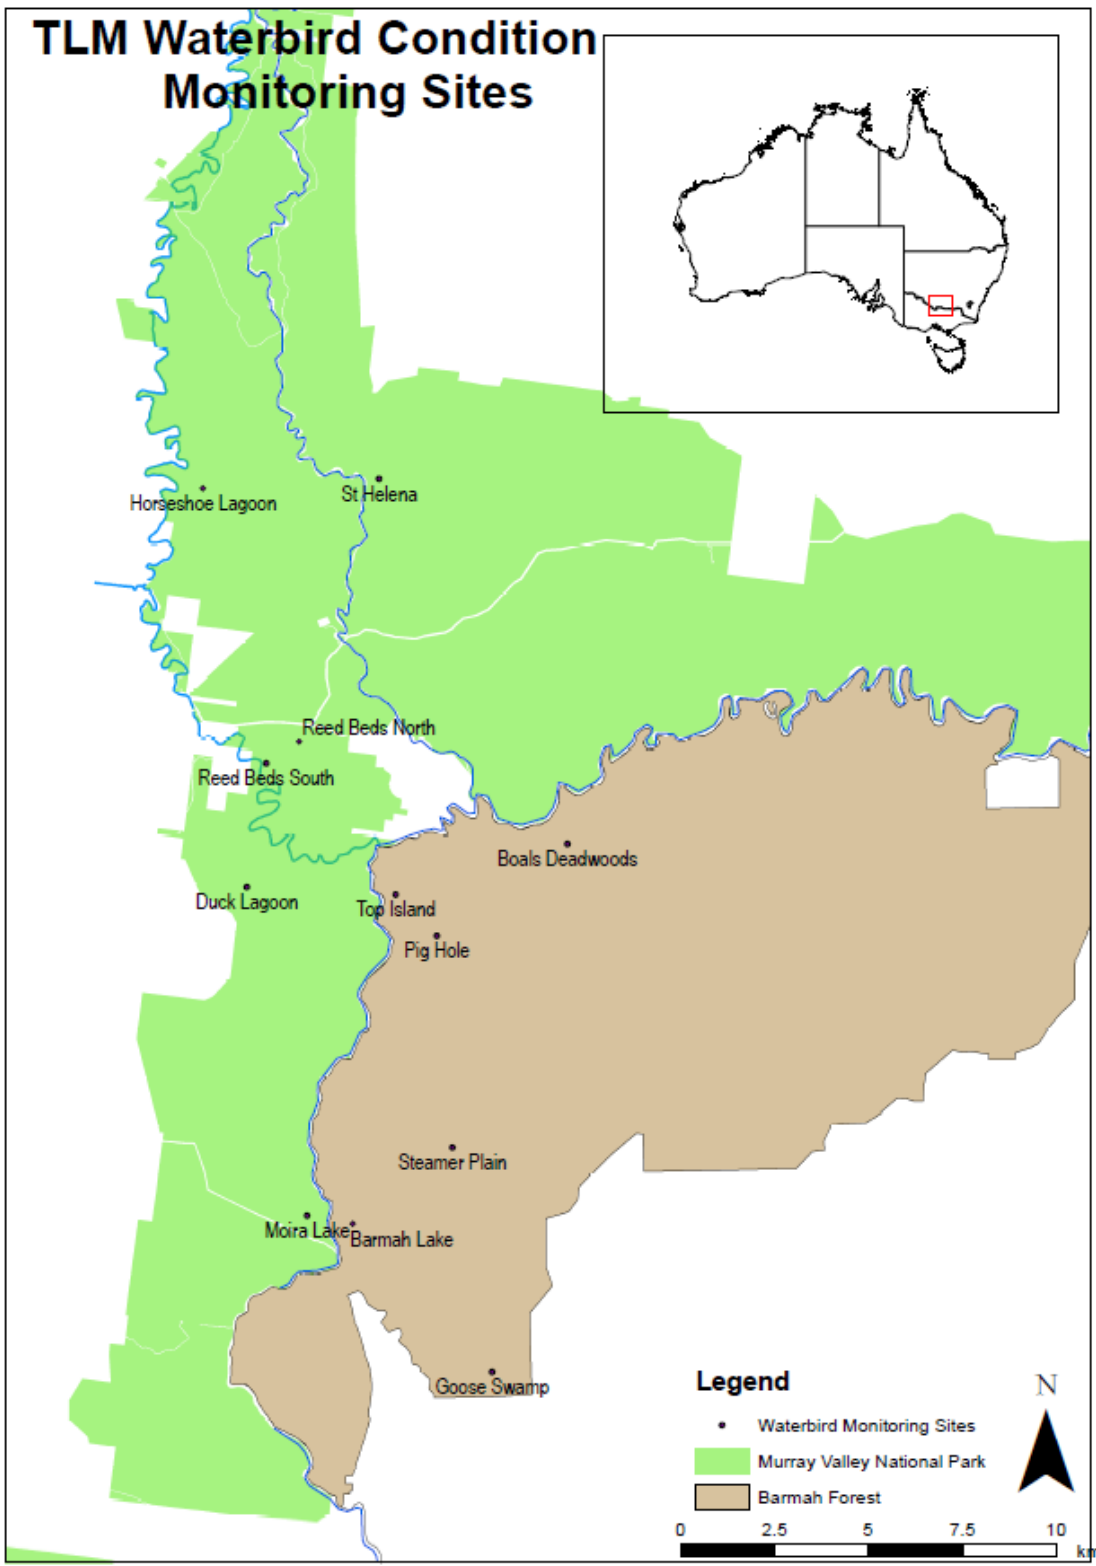 TLM Waterbird Condition
Monitoring Sites
Horseshoe Lagoon
St Helena
Reed Beds North
Reed Beds South
Boals Deadwoods
Duck Lagoon
Top Island
Pig Hole
Steamer Plain
Moira Lake
Barmah Lake
Goose Swamp
Legend
N
Waterbird Monitoring Sites
Murray Valley National Park
Barmah Forest
0 2.5 5 7.5 10
km